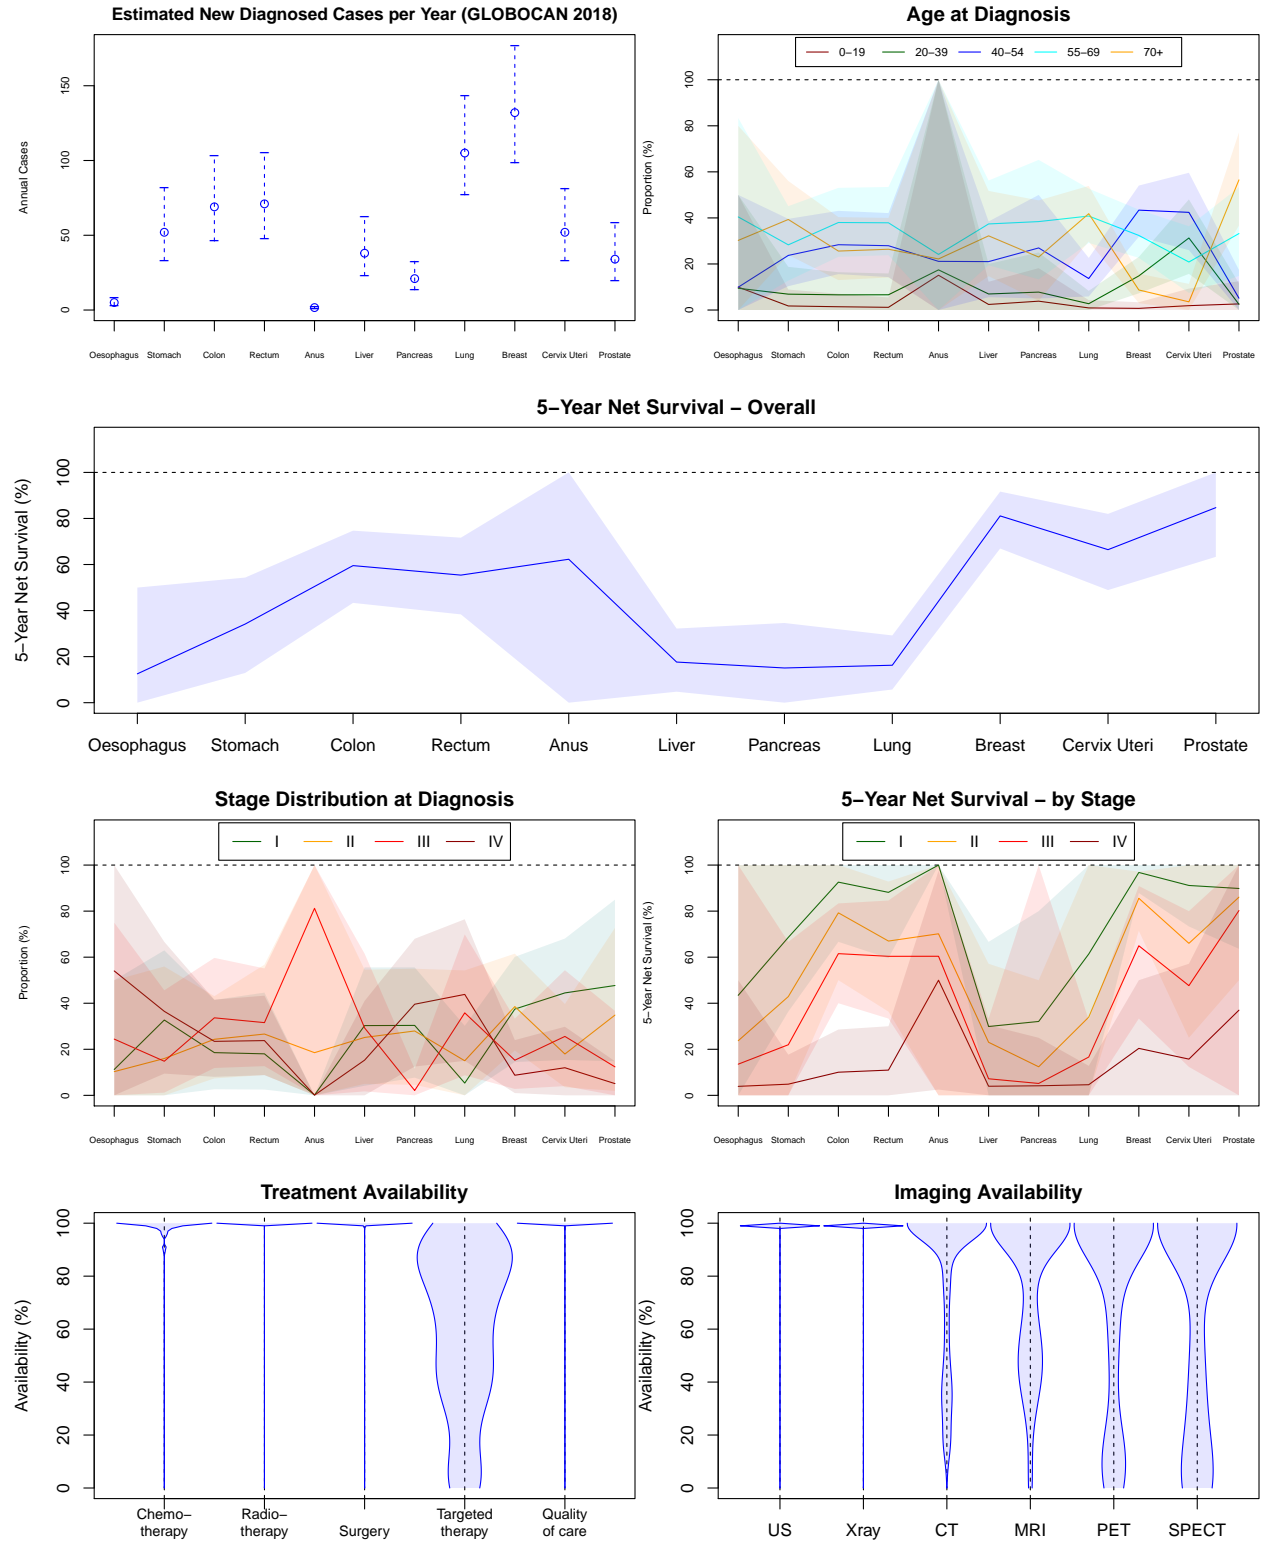 Estimated New Diagnosed Cases per Year (GLOBOCAN 2018)
Annual Cases
0
50
100
150
Oesophagus Stomach Colon Rectum Anus Liver Pancreas Lung Breast Cervix Uteri Prostate
Age at Diagnosis
0–19 20–39 40–54 55–69 70+
Proportion (%)
0
20
40
60
80
100
Oesophagus Stomach Colon Rectum Anus Liver Pancreas Lung Breast Cervix Uteri Prostate
5–Year Net Survival – Overall
5–Year Net Survival (%)
0
20
40
60
80
100
Oesophagus Stomach Colon Rectum Anus Liver Pancreas Lung Breast Cervix Uteri Prostate
Stage Distribution at Diagnosis
I II III IV
Proportion (%)
0
20
40
60
80
100
Oesophagus Stomach Colon Rectum Anus Liver Pancreas Lung Breast Cervix Uteri Prostate
5–Year Net Survival – by Stage
I II III IV
5–Year Net Survival (%)
0
20
40
60
80
100
Oesophagus Stomach Colon Rectum Anus Liver Pancreas Lung Breast Cervix Uteri Prostate
Treatment Availability
Availability (%)
0
20
40
60
80
100
Chemo–
therapy
Radio–
therapy
Surgery
Targeted
therapy
Quality
of care
Imaging Availability
Availability (%)
0
20
40
60
80
100
US Xray CT MRI PET SPECT